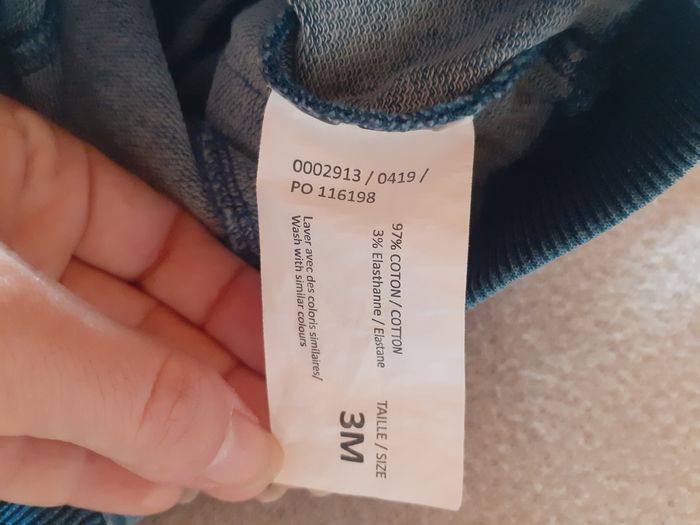 0002913 / 0419 /
PO 116198
97% COTON / COTTON
3% Elasthanne / Elastane
Laver avec des coloris similaires/
Wash with similar colours
TAILLE / SIZE
3M